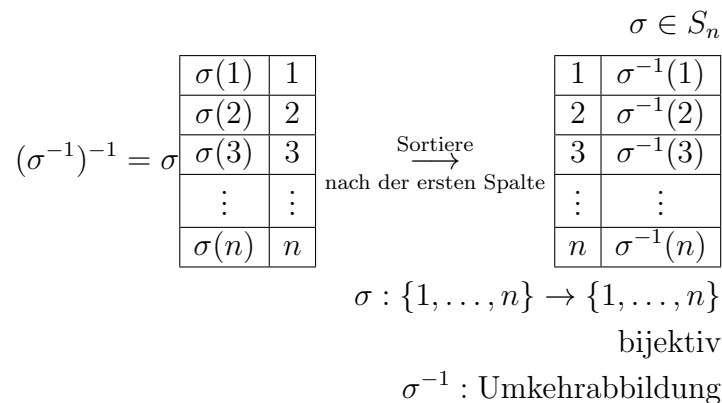 σ ∈ Sₙ
σ(1) 1 1 σ⁻¹(1)
σ(2) 2 2 σ⁻¹(2)
(σ⁻¹)⁻¹ = σ σ(3) 3 Sortiere ⟶ nach der ersten Spalte 3 σ⁻¹(3)
⋮ ⋮ ⋮ ⋮
σ(n) n n σ⁻¹(n)
σ : {1, …, n} → {1, …, n}
bijektiv
σ⁻¹ : Umkehrabbildung